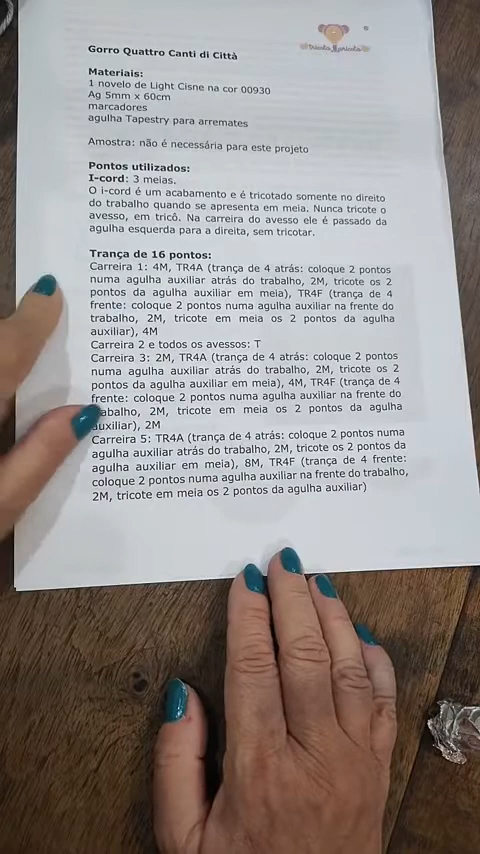 tricota & pricota
®
Gorro Quattro Canti di Città
Materiais:
1 novelo de Light Cisne na cor 00930
Ag 5mm x 60cm
marcadores
agulha Tapestry para arremates
Amostra: não é necessária para este projeto
Pontos utilizados:
I-cord: 3 meias.
O i-cord é um acabamento e é tricotado somente no direito
do trabalho quando se apresenta em meia. Nunca tricote o
avesso, em tricô. Na carreira do avesso ele é passado da
agulha esquerda para a direita, sem tricotar.
Trança de 16 pontos:
Carreira 1: 4M, TR4A (trança de 4 atrás: coloque 2 pontos
numa agulha auxiliar atrás do trabalho, 2M, tricote os 2
pontos da agulha auxiliar em meia), TR4F (trança de 4
frente: coloque 2 pontos numa agulha auxiliar na frente do
trabalho, 2M, tricote em meia os 2 pontos da agulha
auxiliar), 4M
Carreira 2 e todos os avessos: T
Carreira 3: 2M, TR4A (trança de 4 atrás: coloque 2 pontos
numa agulha auxiliar atrás do trabalho, 2M, tricote os 2
pontos da agulha auxiliar em meia), 4M, TR4F (trança de 4
frente: coloque 2 pontos numa agulha auxiliar na frente do
trabalho, 2M, tricote em meia os 2 pontos da agulha
auxiliar), 2M
Carreira 5: TR4A (trança de 4 atrás: coloque 2 pontos numa
agulha auxiliar atrás do trabalho, 2M, tricote os 2 pontos da
agulha auxiliar em meia), 8M, TR4F (trança de 4 frente:
coloque 2 pontos numa agulha auxiliar na frente do trabalho,
2M, tricote em meia os 2 pontos da agulha auxiliar)